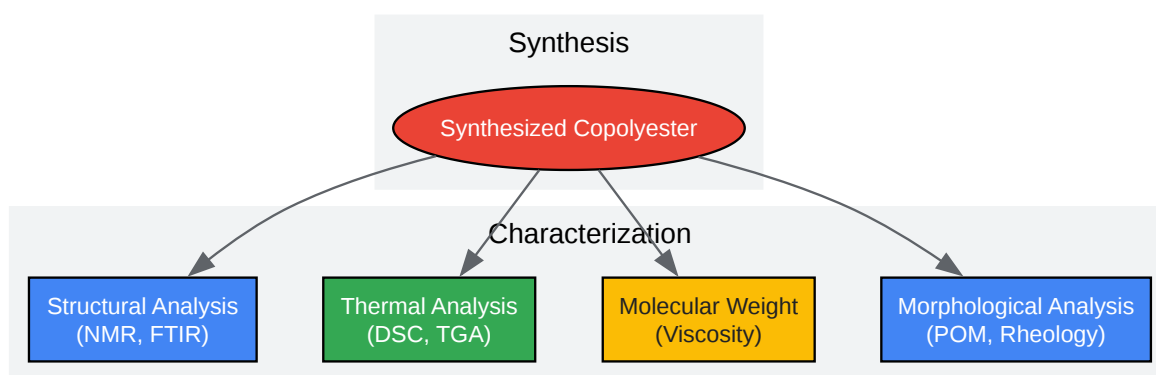 Synthesis
Synthesized Copolyester
Characterization
Structural Analysis
(NMR, FTIR)
Thermal Analysis
(DSC, TGA)
Molecular Weight
(Viscosity)
Morphological Analysis
(POM, Rheology)